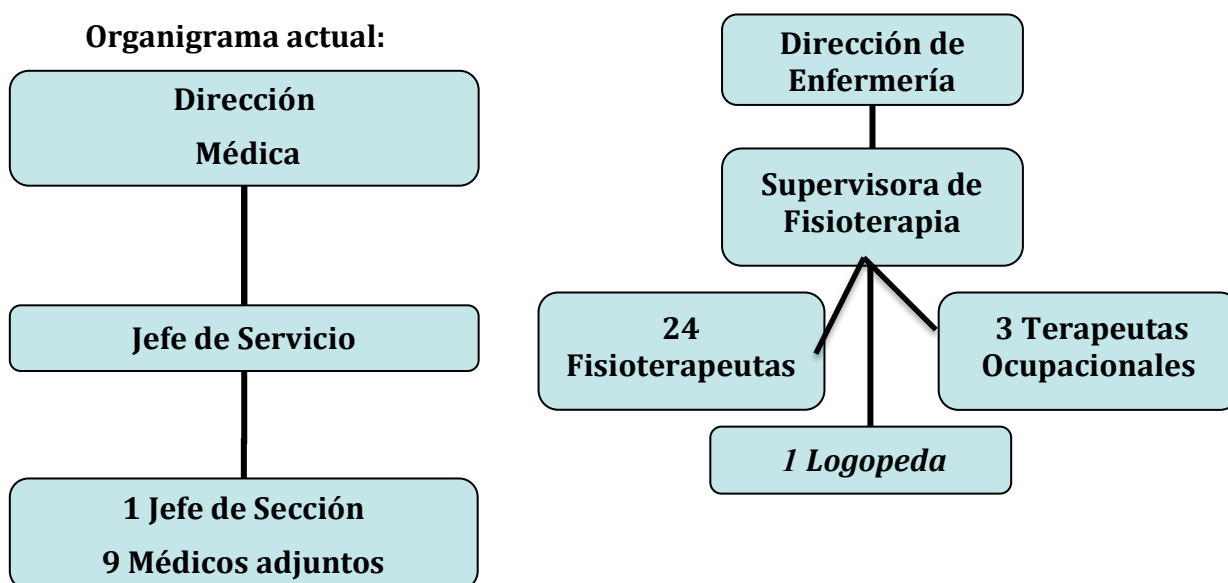 Organigrama actual:
Dirección
Médica
Jefe de Servicio
1 Jefe de Sección
9 Médicos adjuntos
Dirección de
Enfermería
Supervisora de
Fisioterapia
24
Fisioterapeutas
3 Terapeutas
Ocupacionales
1 Logopeda